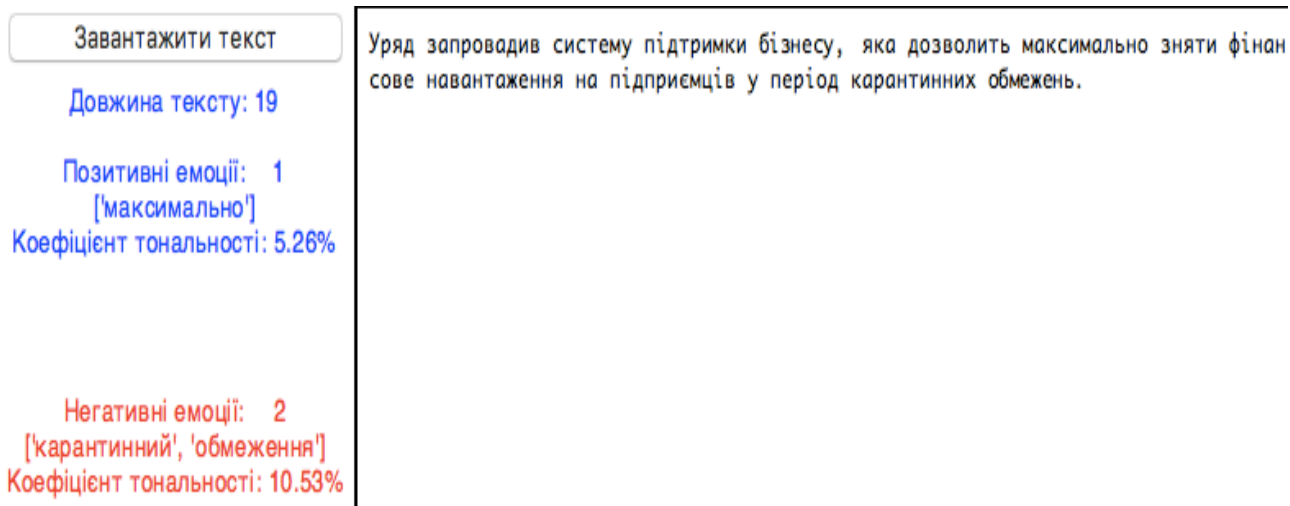 Завантажити текст
Довжина тексту: 19
Позитивні емоції: 1
['максимально']
Коефіцієнт тональності: 5.26%
Негативні емоції: 2
['карантинний', 'обмеження']
Коефіцієнт тональності: 10.53%
Уряд запровадив систему підтримки бізнесу, яка дозволить максимально зняти фінан
сове навантаження на підприємців у період карантинних обмежень.